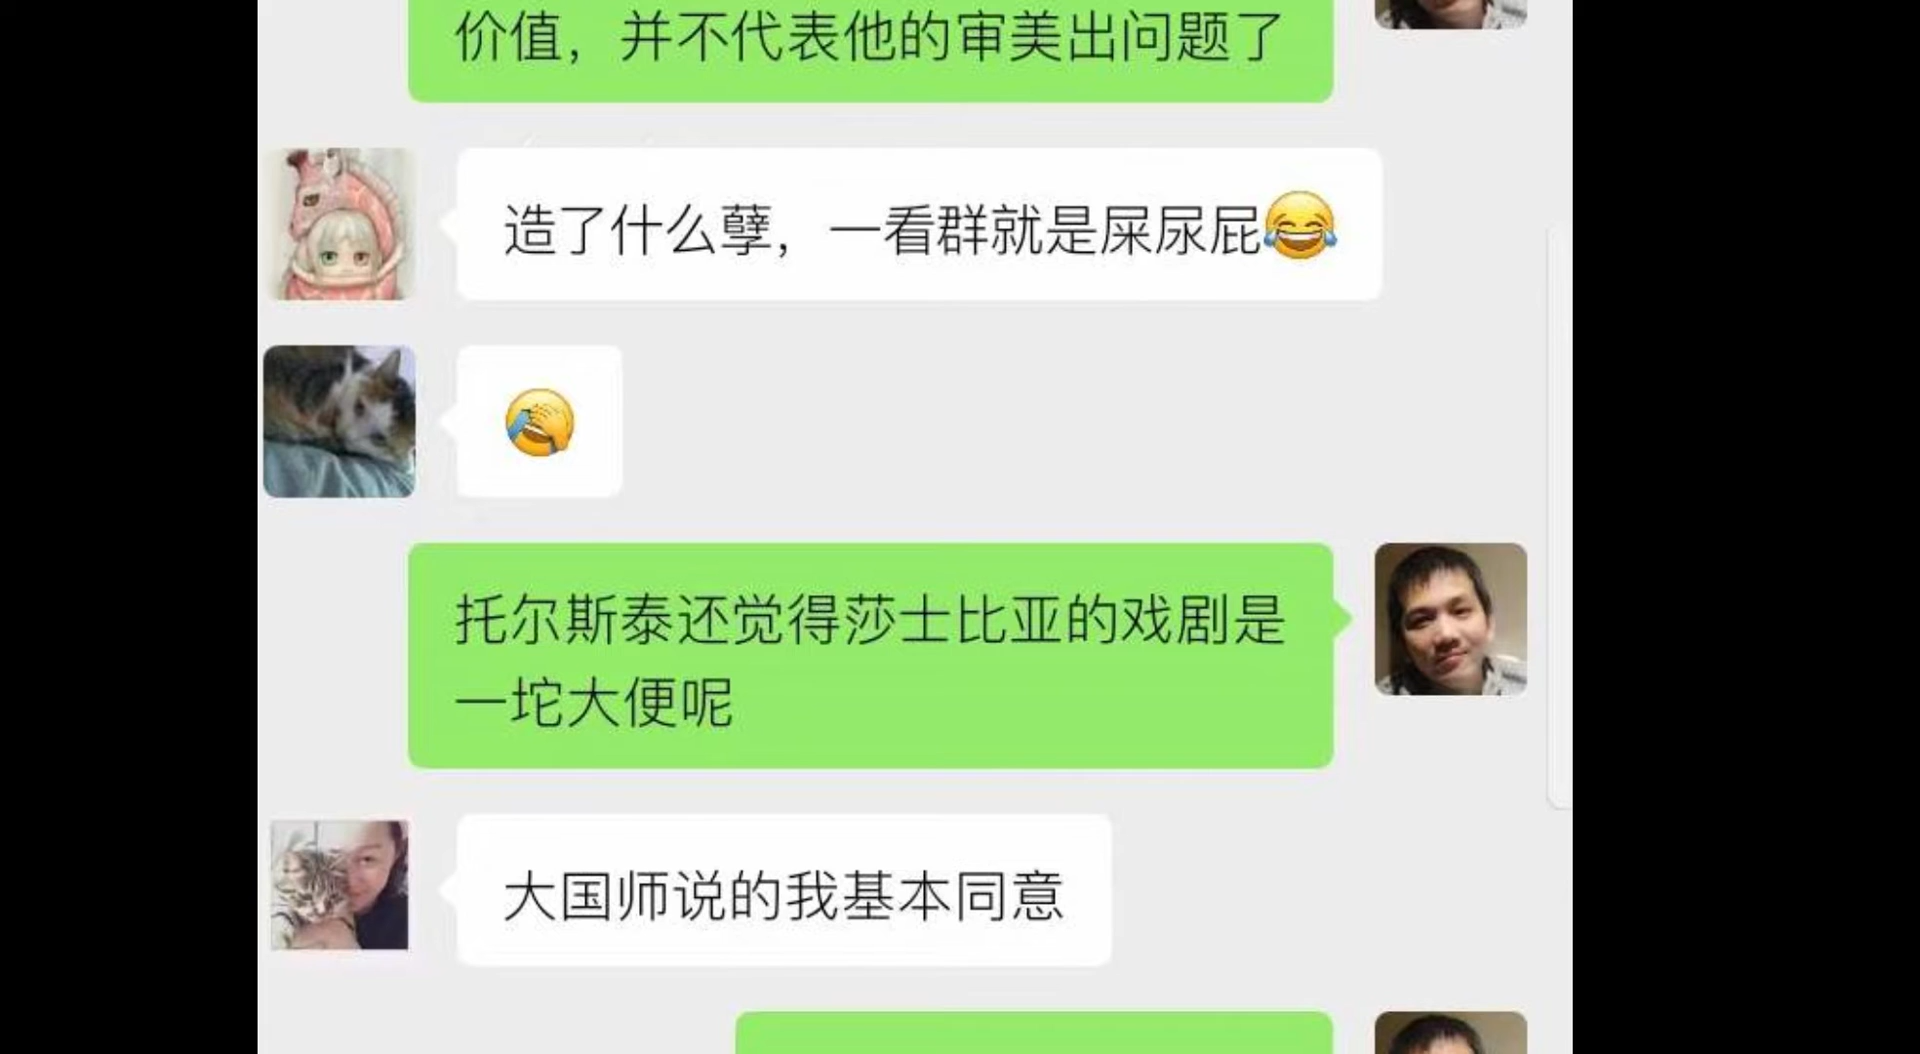 价值，并不代表他的审美出问题了
造了什么孽，一看群就是屎尿屁😂
托尔斯泰还觉得莎士比亚的戏剧是
一坨大便呢
大国师说的我基本同意